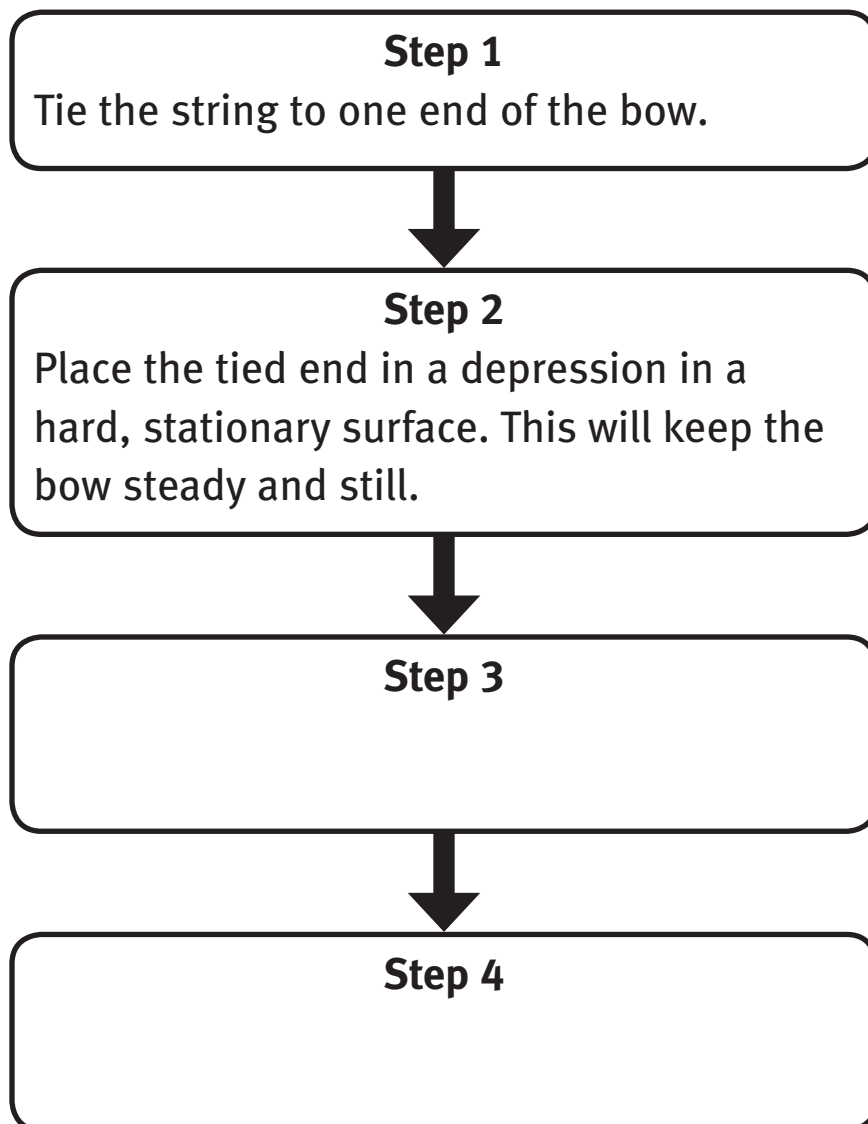 Step 1
Tie the string to one end of the bow.
Step 2
Place the tied end in a depression in a
hard, stationary surface. This will keep the
bow steady and still.
Step 3
Step 4